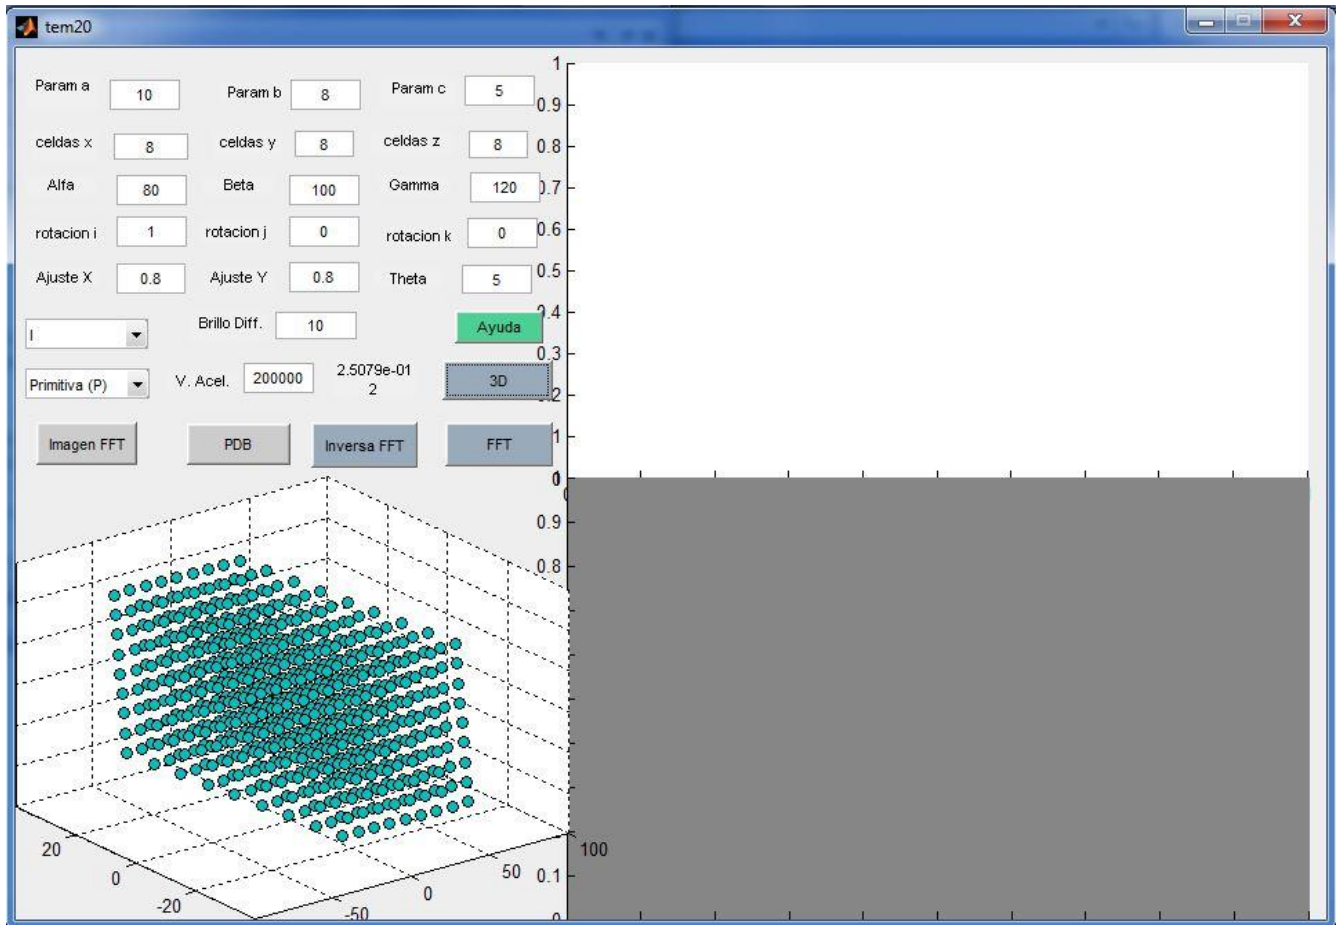 tem20
Param a 10 Param b 8 Param c 5
celdas x 8 celdas y 8 celdas z 8
Alfa 80 Beta 100 Gamma 120
rotacion i 1 rotacion j 0 rotacion k 0
Ajuste X 0.8 Ajuste Y 0.8 Theta 5
I Brillo Diff. 10 Ayuda
Primitiva (P) V. Acel. 200000 2.5079e-01
2 3D
Imagen FFT PDB Inversa FFT FFT
1
0.9
0.8
0.7
0.6
0.5
0.4
0.3
0.2
1
0
0.9
0.8
0.1
0
20
0
-20
-50
0
50
100